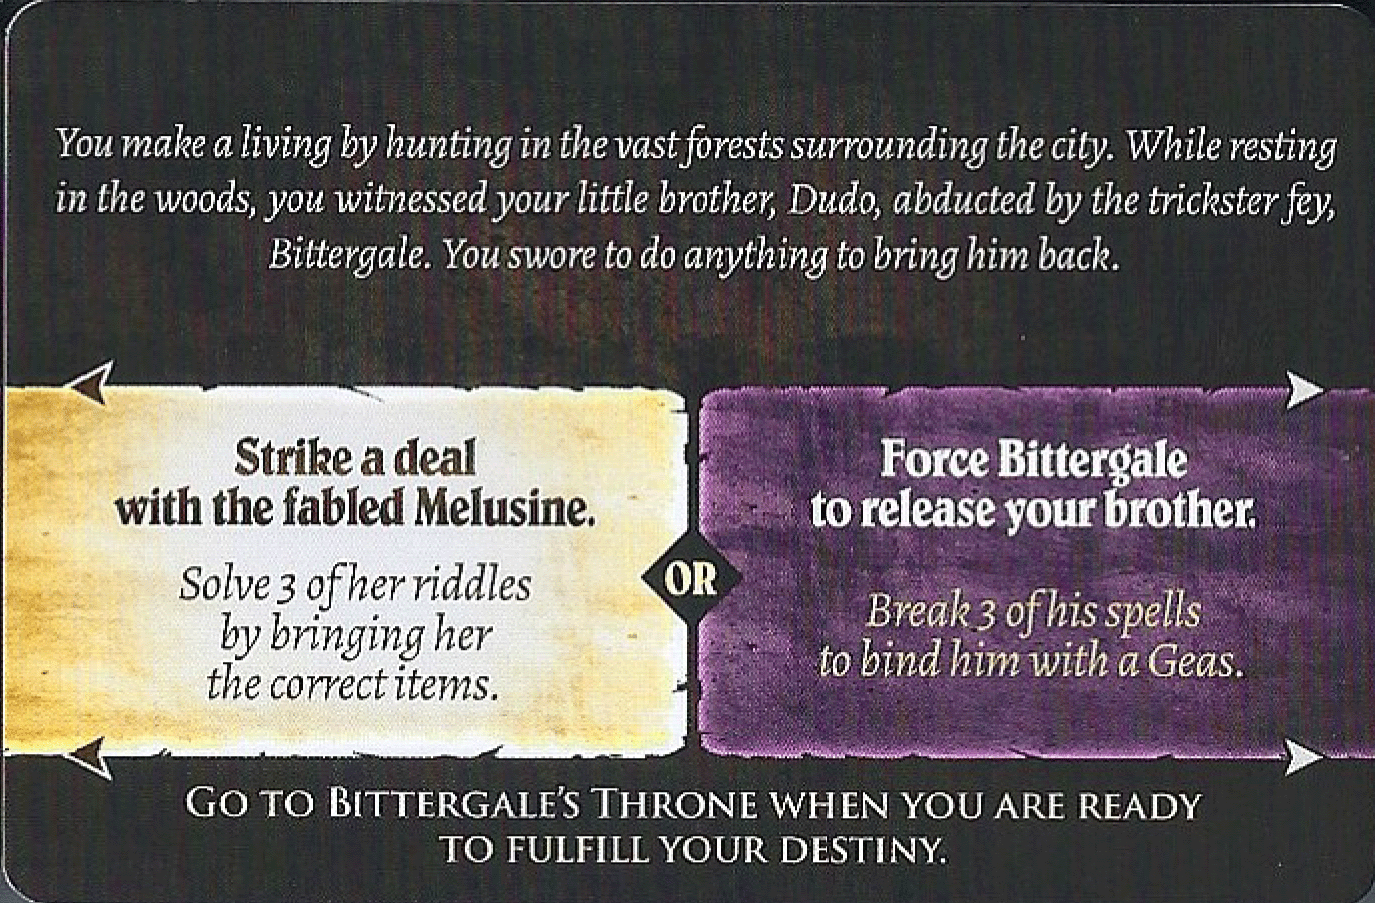 You make a living by hunting in the vast forests surrounding the city. While resting
in the woods, you witnessed your little brother, Dudo, abducted by the trickster fey,
Bittergale. You swore to do anything to bring him back.
Strike a deal
with the fabled Melusine.
Solve 3 of her riddles
by bringing her
the correct items.
OR
Force Bittergale
to release your brother.
Break 3 of his spells
to bind him with a Geas.
GO TO BITTERGALE'S THRONE WHEN YOU ARE READY
TO FULFILL YOUR DESTINY.